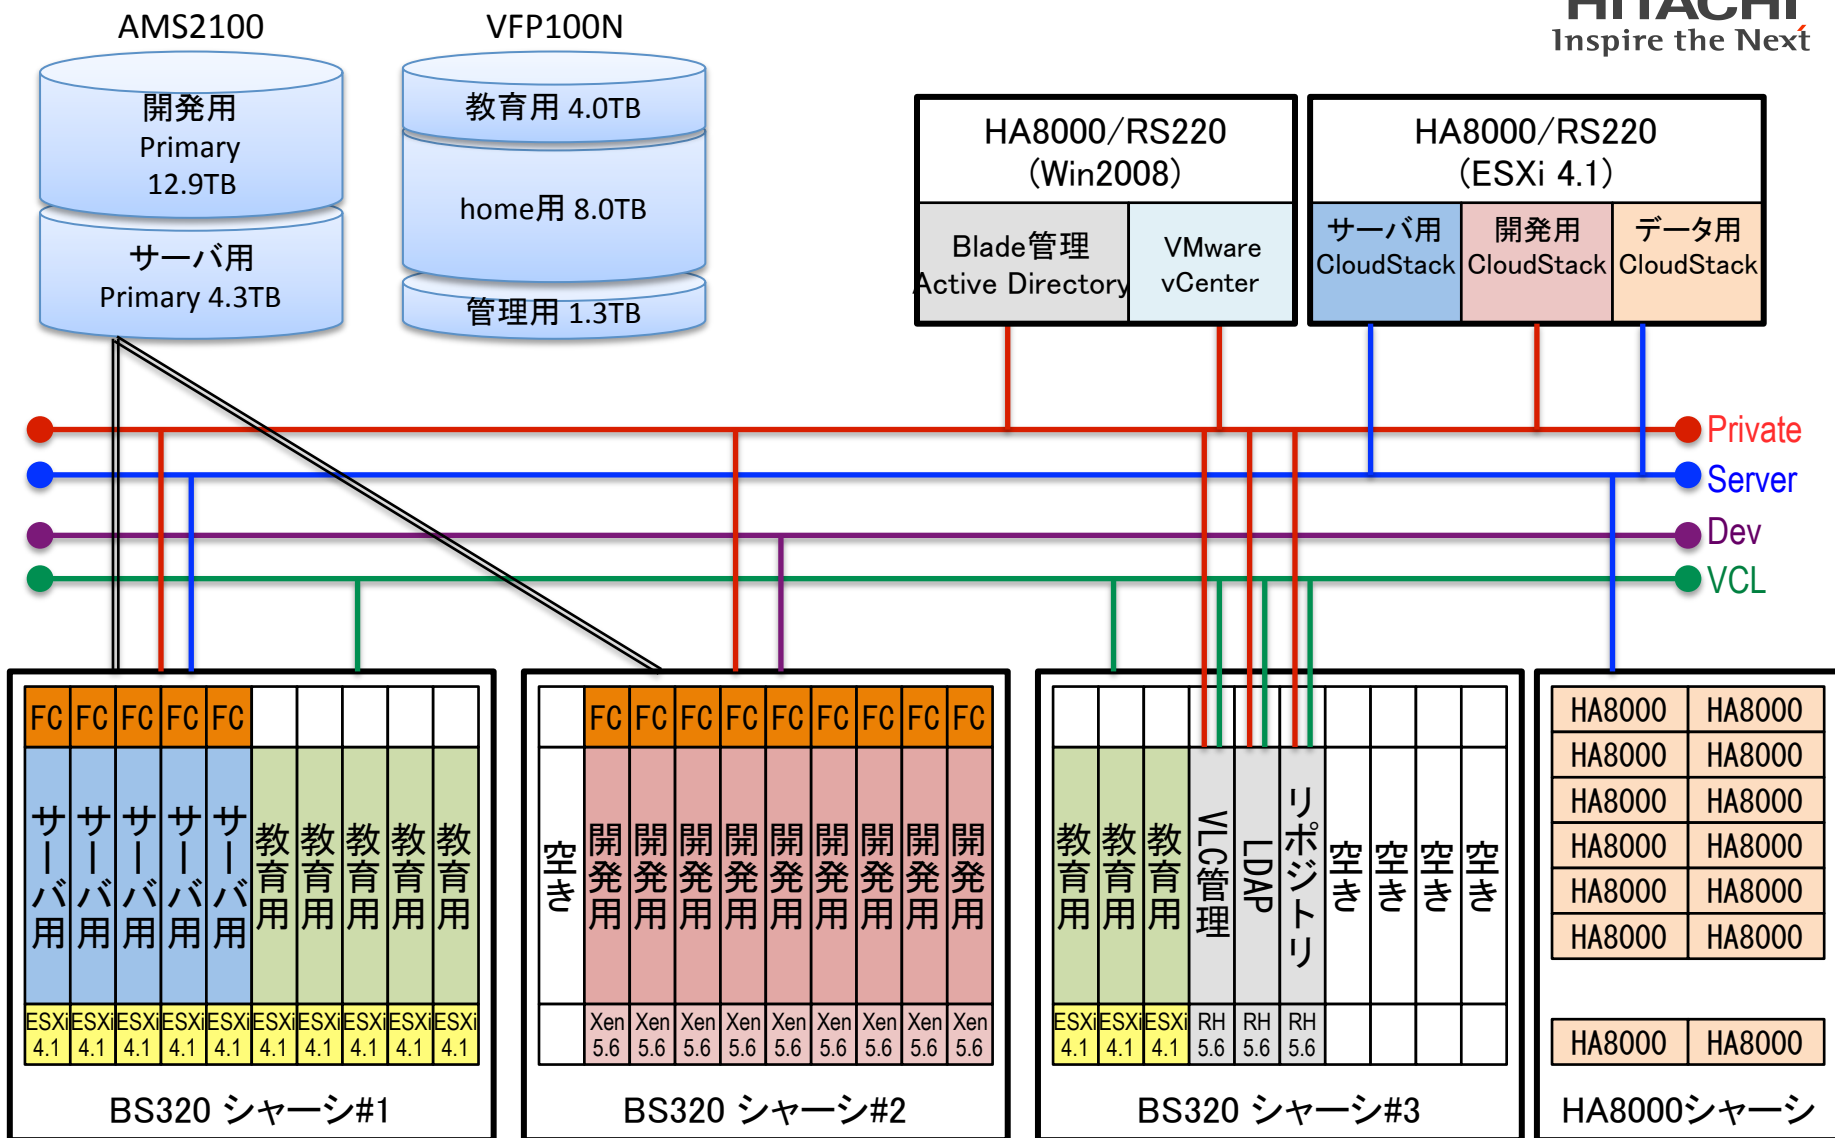 HITACHI
Inspire the Next
AMS2100
VFP100N
開発用
Primary
12.9TB
サーバ用
Primary 4.3TB
教育用 4.0TB
home用 8.0TB
管理用 1.3TB
HA8000/RS220
(Win2008)
Blade管理
Active Directory
VMware
vCenter
HA8000/RS220
(ESXi 4.1)
サーバ用
CloudStack
開発用
CloudStack
データ用
CloudStack
Private
Server
Dev
VCL
FC FC FC FC FC
サーバ用 サーバ用 サーバ用 サーバ用 サーバ用 教育用 教育用 教育用 教育用 教育用
ESXi ESXi ESXi ESXi ESXi ESXi ESXi ESXi ESXi ESXi
4.1 4.1 4.1 4.1 4.1 4.1 4.1 4.1 4.1 4.1
BS320 シャーシ#1
FC FC FC FC FC FC FC FC FC
空き 開発用 開発用 開発用 開発用 開発用 開発用 開発用 開発用 開発用
Xen Xen Xen Xen Xen Xen Xen Xen Xen
5.6 5.6 5.6 5.6 5.6 5.6 5.6 5.6 5.6
BS320 シャーシ#2
教育用 教育用 教育用 VLC管理 LDAP リポジトリ 空き 空き 空き 空き
ESXi ESXi ESXi RH RH RH
4.1 4.1 4.1 5.6 5.6 5.6
BS320 シャーシ#3
HA8000 HA8000
HA8000 HA8000
HA8000 HA8000
HA8000 HA8000
HA8000 HA8000
HA8000 HA8000
HA8000 HA8000
HA8000シャーシ